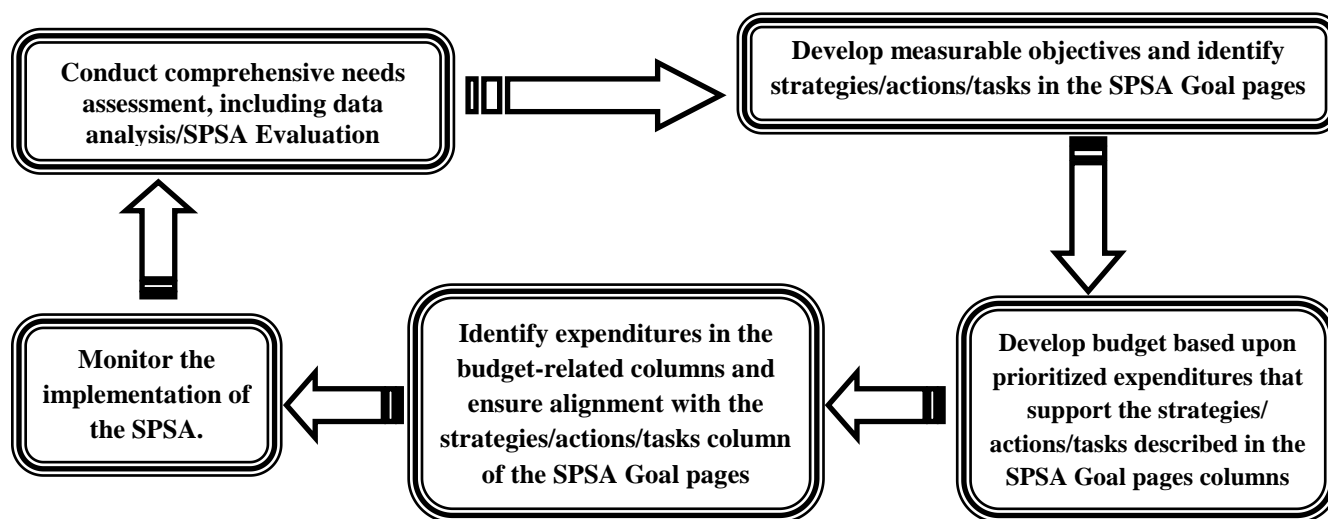 Conduct comprehensive needs
assessment, including data
analysis/SPSA Evaluation
Develop measurable objectives and identify
strategies/actions/tasks in the SPSA Goal pages
Develop budget based upon
prioritized expenditures that
support the strategies/
actions/tasks described in the
SPSA Goal pages columns
Identify expenditures in the
budget-related columns and
ensure alignment with the
strategies/actions/tasks column
of the SPSA Goal pages
Monitor the
implementation of
the SPSA.